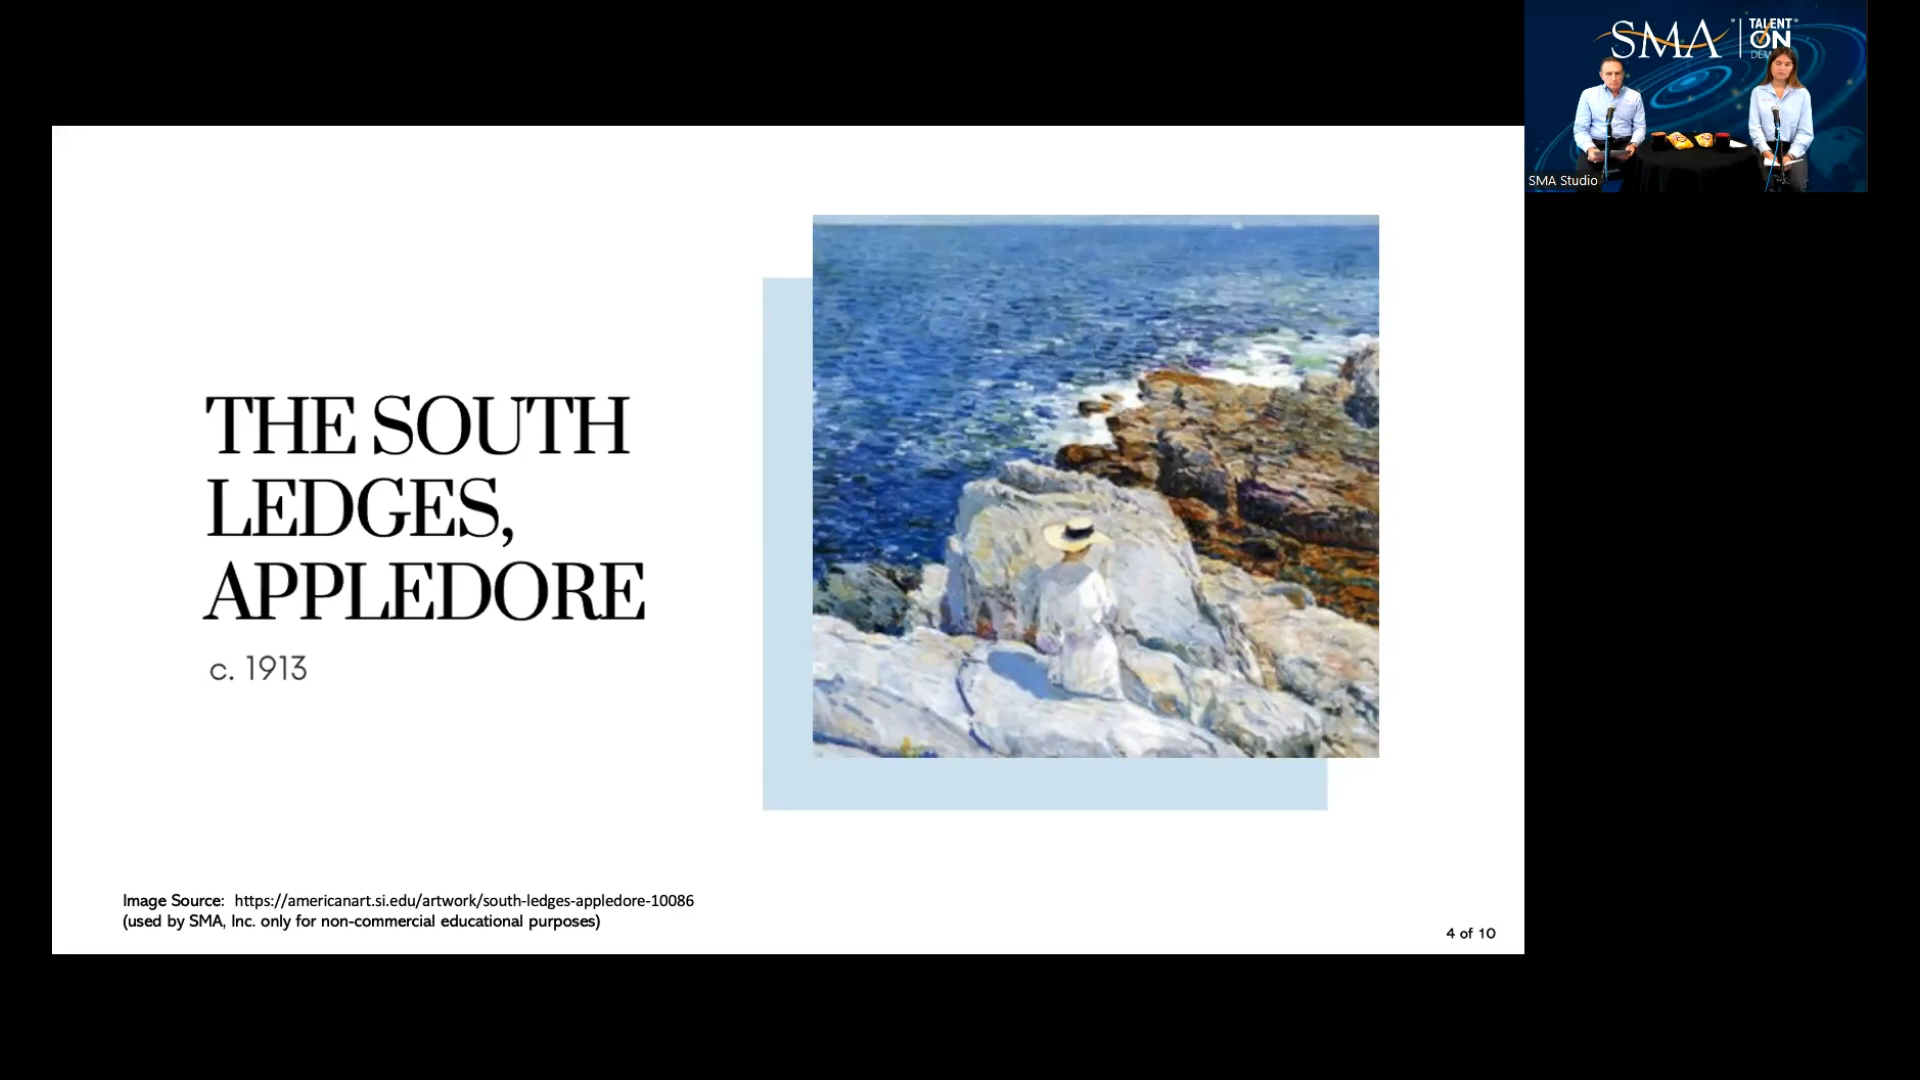 SMA
TALENT
ON
SMA Studio
THE SOUTH
LEDGES,
APPLEDORE
c. 1913
Image Source: https://americanart.si.edu/artwork/south-ledges-appledore-10086
(used by SMA, Inc. only for non-commercial educational purposes)
4 of 10